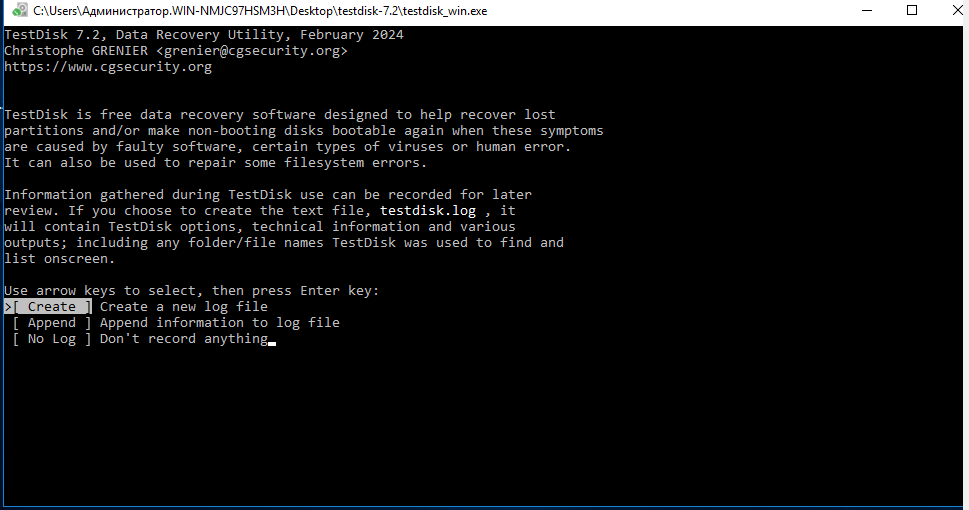 C:\Users\Администратор.WIN-NMJC97HSM3H\Desktop\testdisk-7.2\testdisk_win.exe
TestDisk 7.2, Data Recovery Utility, February 2024
Christophe GRENIER <grenier@cgsecurity.org>
https://www.cgsecurity.org
TestDisk is free data recovery software designed to help recover lost
partitions and/or make non-booting disks bootable again when these symptoms
are caused by faulty software, certain types of viruses or human error.
It can also be used to repair some filesystem errors.
Information gathered during TestDisk use can be recorded for later
review. If you choose to create the text file, testdisk.log , it
will contain TestDisk options, technical information and various
outputs; including any folder/file names TestDisk was used to find and
list onscreen.
Use arrow keys to select, then press Enter key:
>[ Create ] Create a new log file
[ Append ] Append information to log file
[ No Log ] Don't record anything